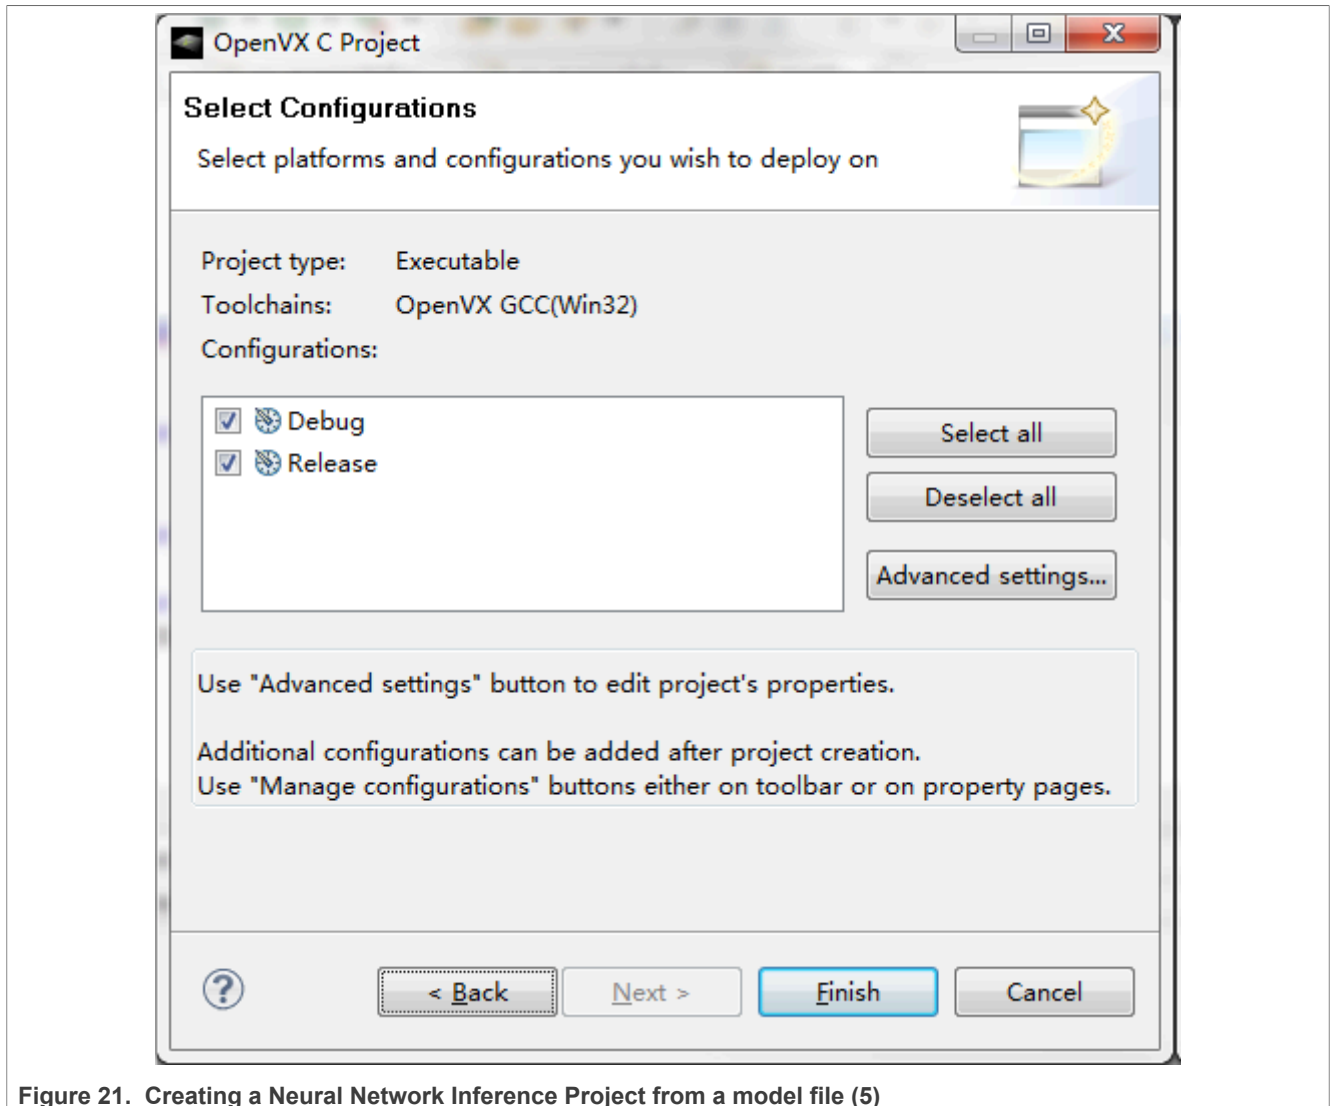 OpenVX C Project
Select Configurations
Select platforms and configurations you wish to deploy on
Project type: Executable
Toolchains: OpenVX GCC(Win32)
Configurations:
Debug
Release
Select all
Deselect all
Advanced settings...
Use "Advanced settings" button to edit project's properties.
Additional configurations can be added after project creation.
Use "Manage configurations" buttons either on toolbar or on property pages.
?
< Back
Next >
Finish
Cancel
Figure 21. Creating a Neural Network Inference Project from a model file (5)